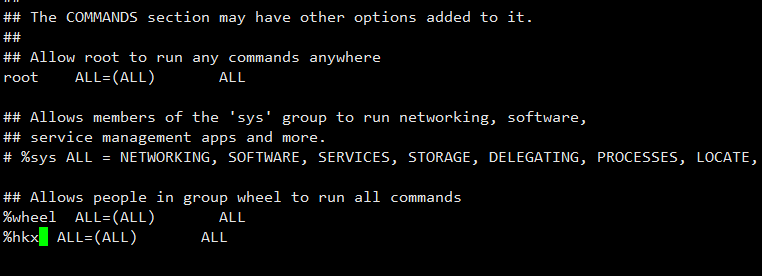 ##
## The COMMANDS section may have other options added to it.
##
## Allow root to run any commands anywhere
root    ALL=(ALL)       ALL
## Allows members of the 'sys' group to run networking, software,
## service management apps and more.
# %sys ALL = NETWORKING, SOFTWARE, SERVICES, STORAGE, DELEGATING, PROCESSES, LOCATE,
## Allows people in group wheel to run all commands
%wheel  ALL=(ALL)       ALL
%hkx  ALL=(ALL)       ALL